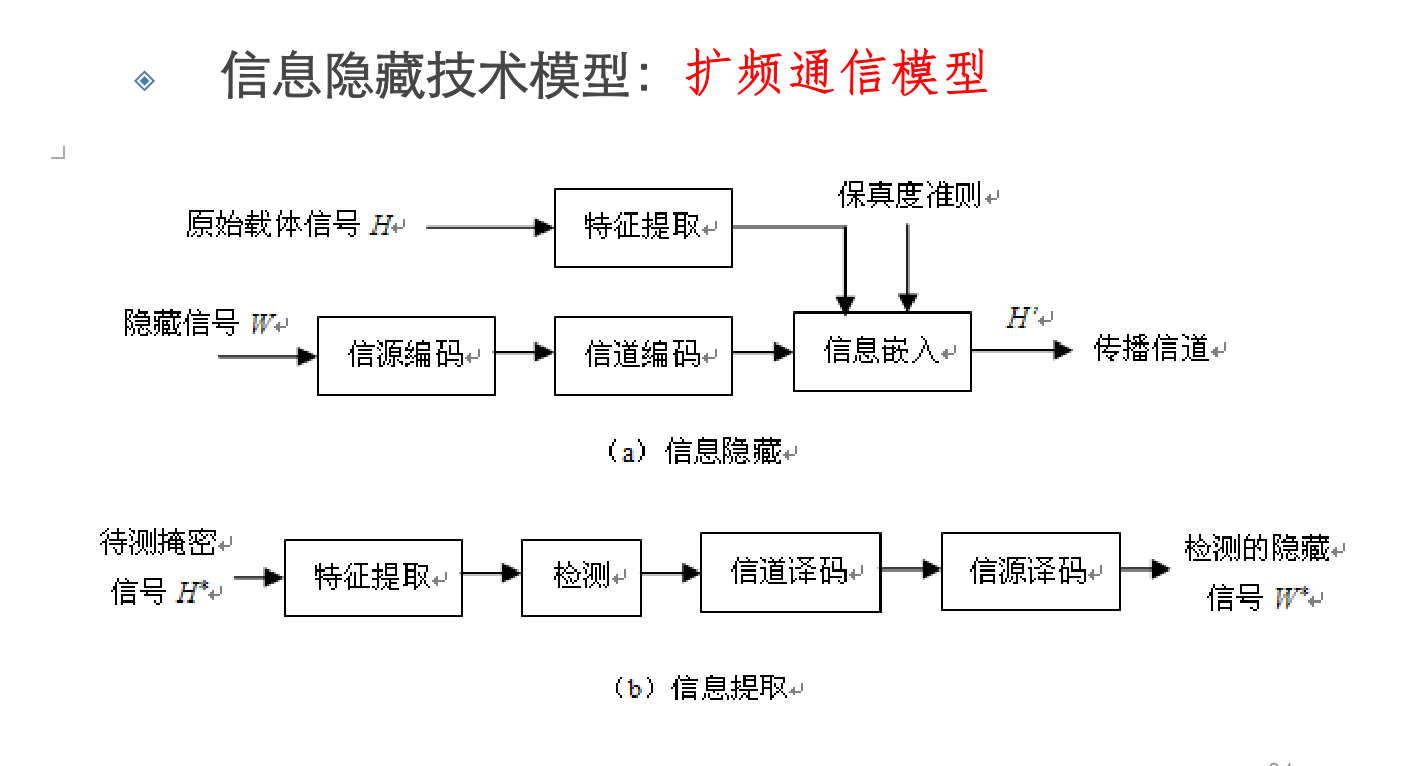 信息隐藏技术模型：扩频通信模型
保真度准则
原始载体信号 H
特征提取
隐藏信号 W
信源编码
信道编码
信息嵌入
H'
传播信道
（a）信息隐藏
待测掩密
信号 H*
特征提取
检测
信道译码
信源译码
检测的隐藏
信号 W*
（b）信息提取